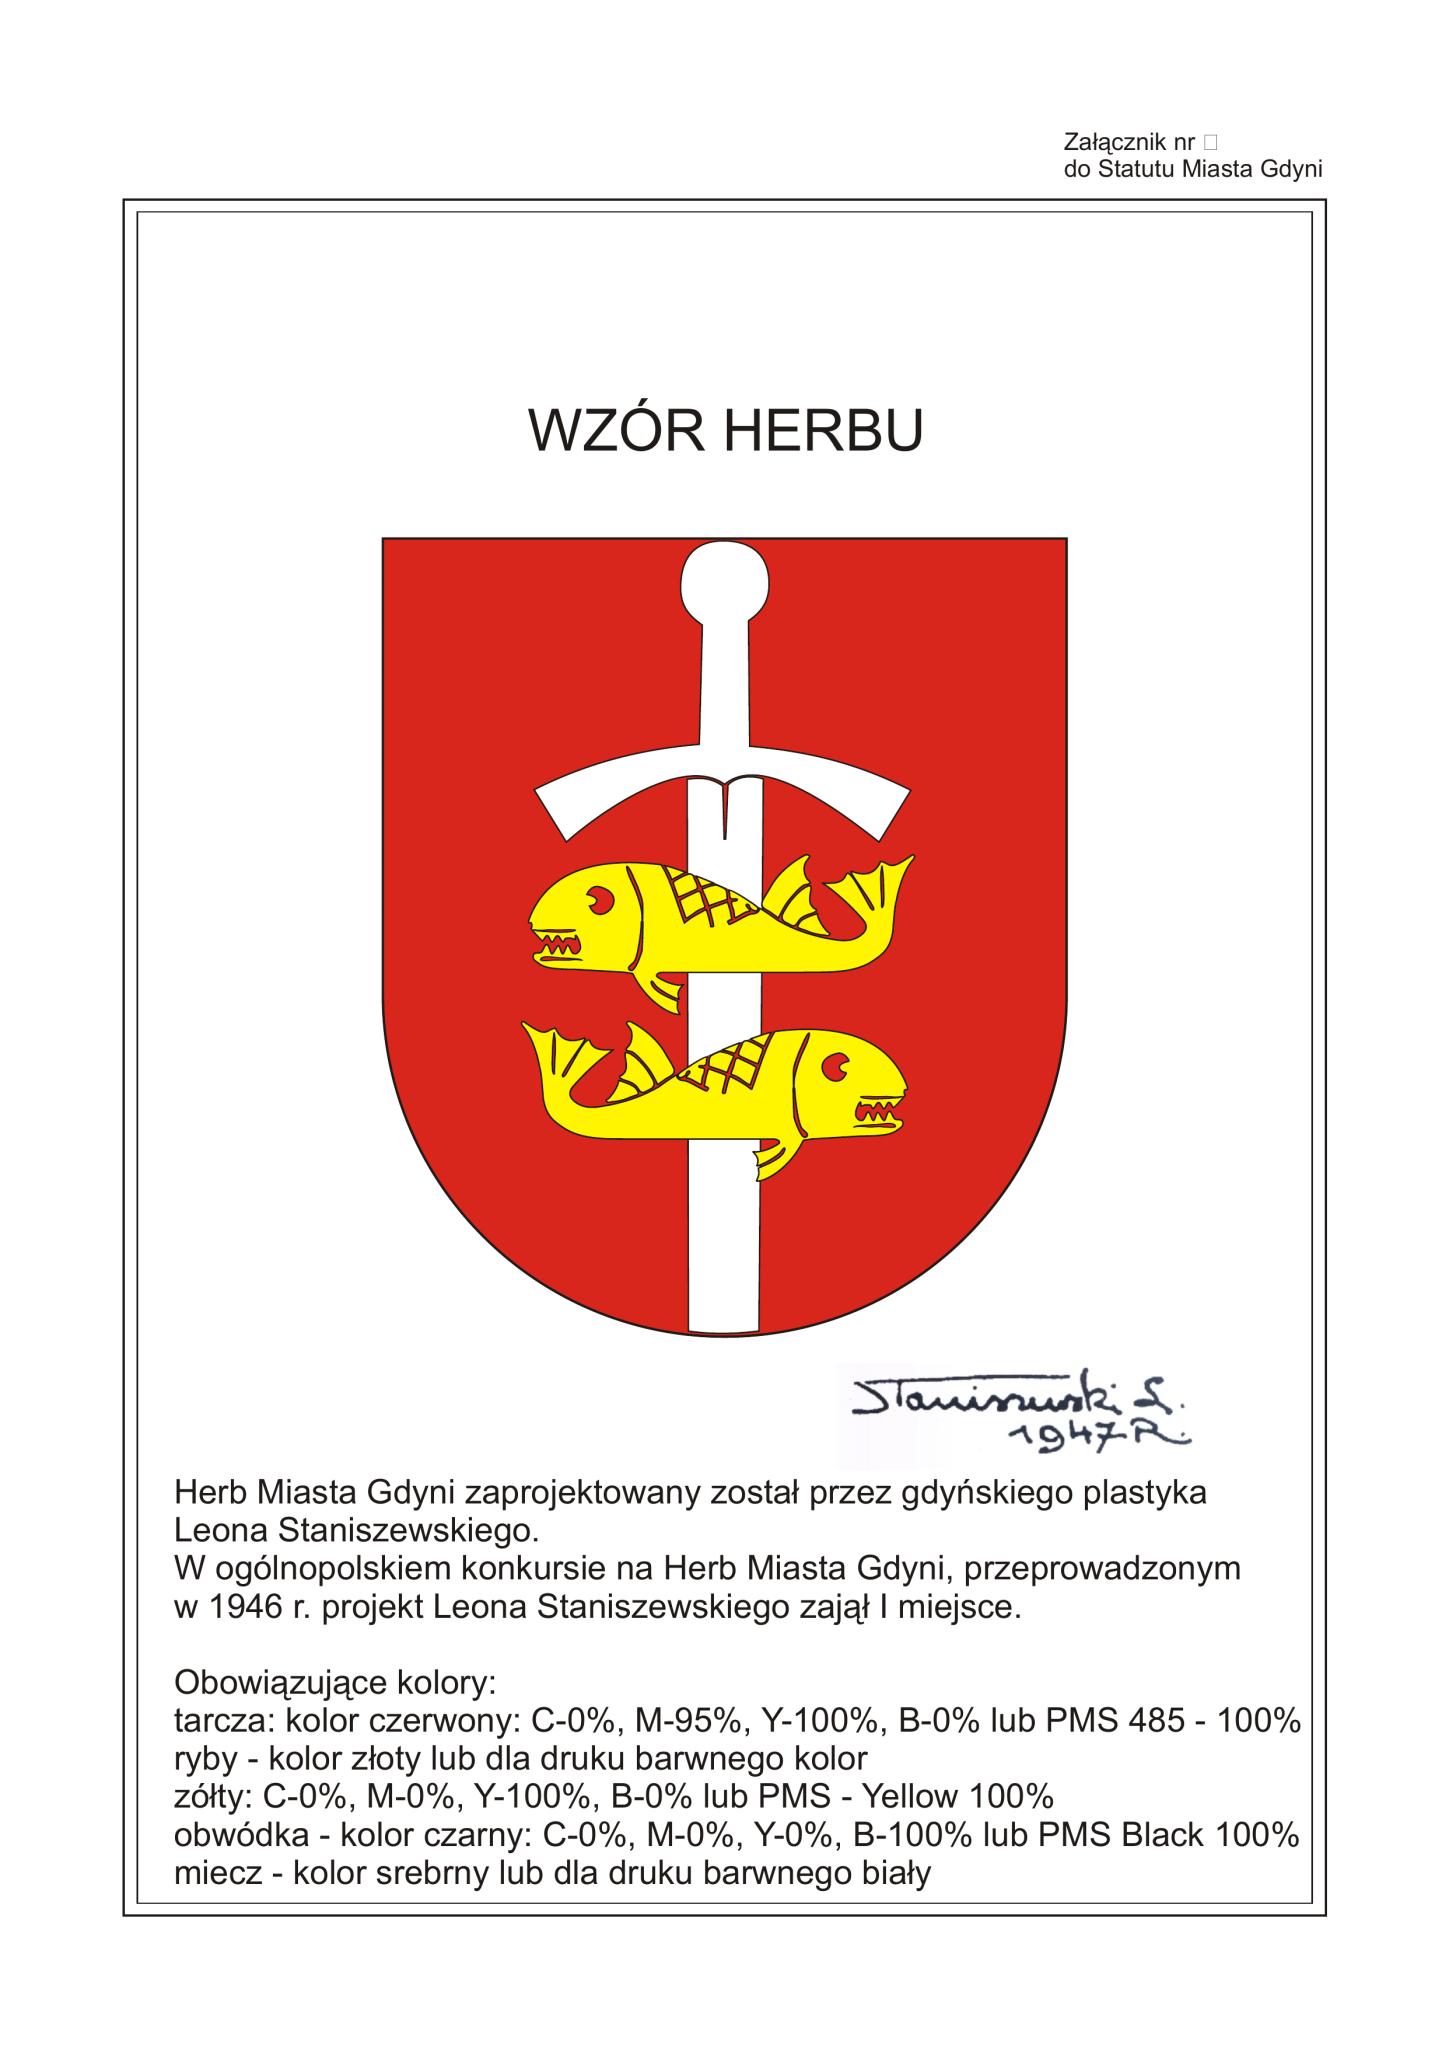 Załącznik nr
do Statutu Miasta Gdyni
WZÓR HERBU
Staniszewski L.
1947 R.
Herb Miasta Gdyni zaprojektowany został przez gdyńskiego plastyka
Leona Staniszewskiego.
W ogólnopolskiem konkursie na Herb Miasta Gdyni, przeprowadzonym
w 1946 r. projekt Leona Staniszewskiego zajął I miejsce.
Obowiązujące kolory:
tarcza: kolor czerwony: C-0%, M-95%, Y-100%, B-0% lub PMS 485 - 100%
ryby - kolor złoty lub dla druku barwnego kolor
zółty: C-0%, M-0%, Y-100%, B-0% lub PMS - Yellow 100%
obwódka - kolor czarny: C-0%, M-0%, Y-0%, B-100% lub PMS Black 100%
miecz - kolor srebrny lub dla druku barwnego biały